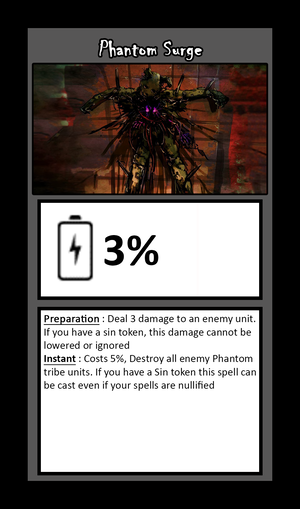 Phantom Surge
3%
Preparation : Deal 3 damage to an enemy unit.
If you have a sin token, this damage cannot be
lowered or ignored
Instant : Costs 5%, Destroy all enemy Phantom
tribe units. If you have a Sin token this spell can
be cast even if your spells are nullified